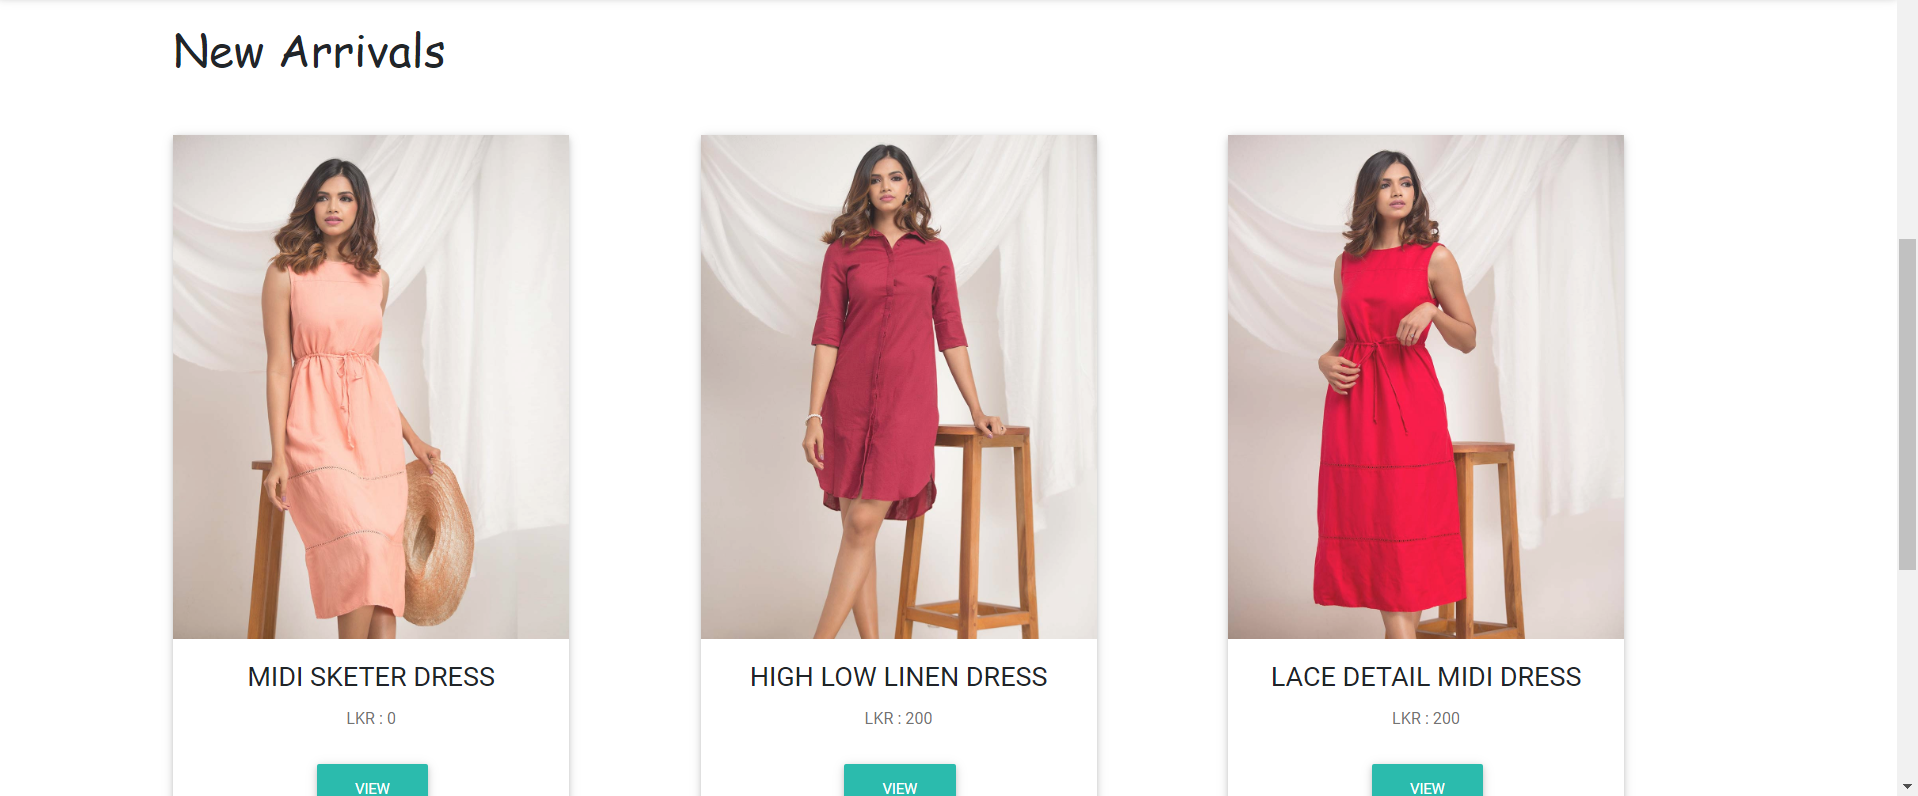 New Arrivals
MIDI SKETER DRESS
LKR : 0
VIEW
HIGH LOW LINEN DRESS
LKR : 200
VIEW
LACE DETAIL MIDI DRESS
LKR : 200
VIEW